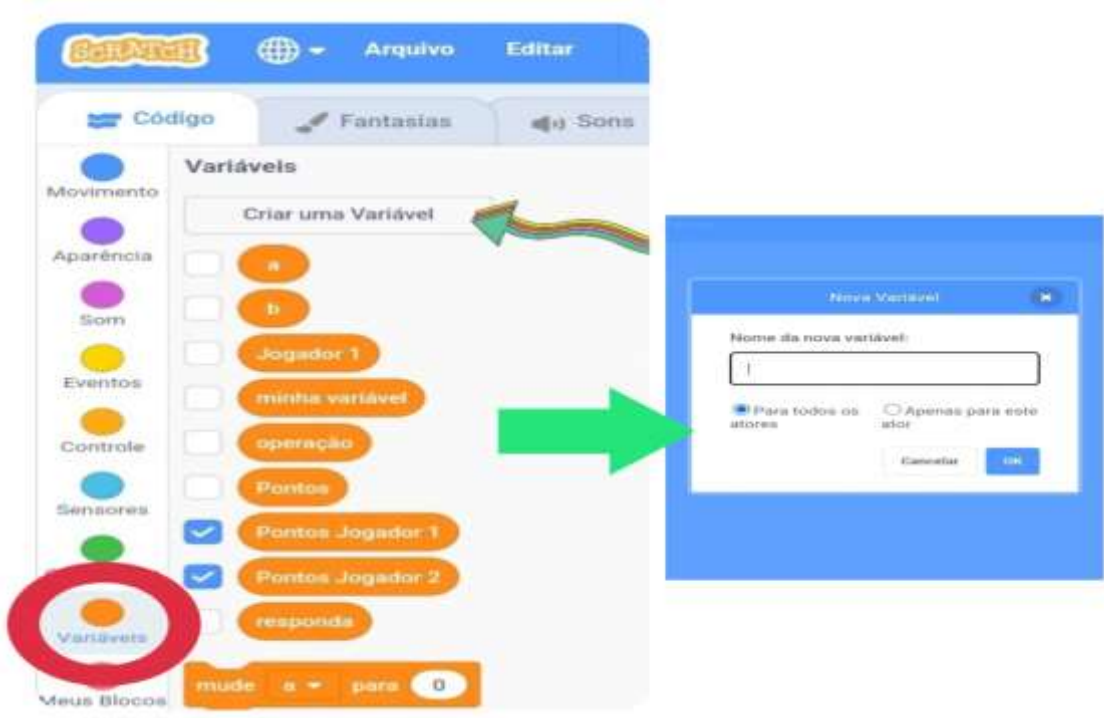 SCRATCH Arquivo Editar
Código Fantasias Sons
Movimento
Aparência
Som
Eventos
Controle
Sensores
Variáveis
Meus Blocos
Variáveis
Criar uma Variável
a
b
Jogador 1
minha variável
operação
Pontos
Pontos Jogador 1
Pontos Jogador 2
responda
mude a para 0
Nova Variável
Nome da nova variável:
Para todos os atores
Apenas para este ator
Cancelar OK